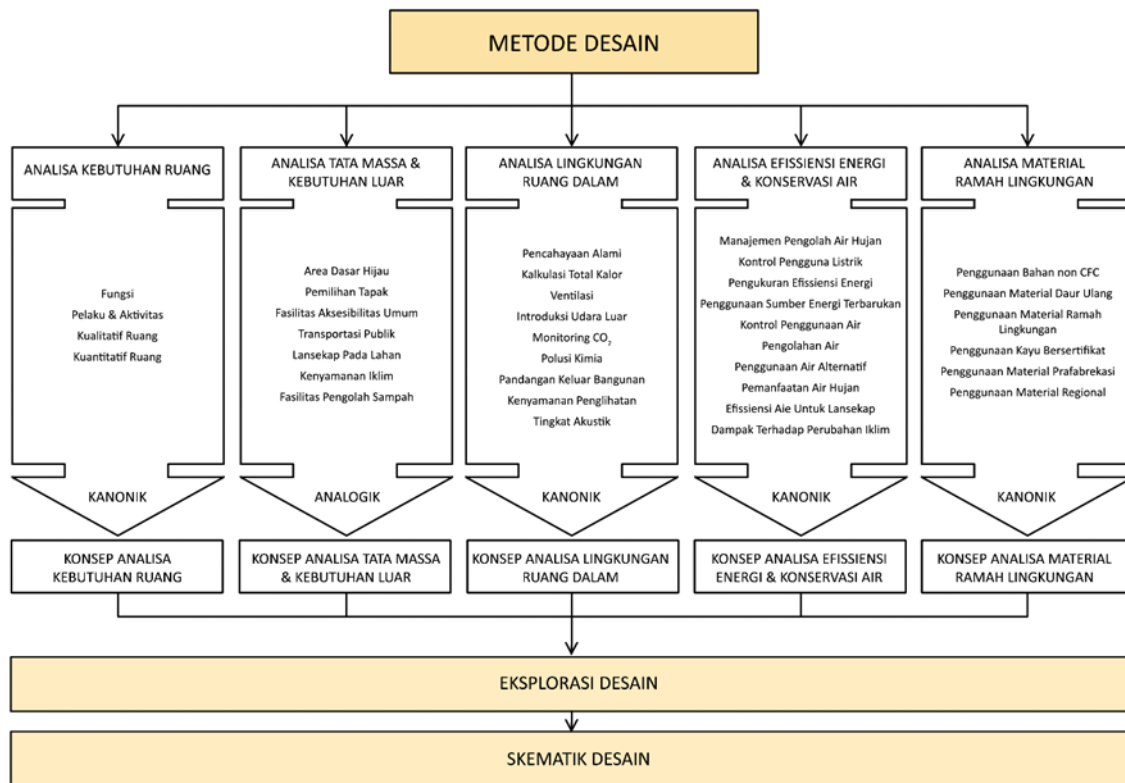 METODE DESAIN
ANALISA KEBUTUHAN RUANG
ANALISA TATA MASSA &
KEBUTUHAN LUAR
ANALISA LINGKUNGAN
RUANG DALAM
ANALISA EFISSIENSI ENERGI
& KONSERVASI AIR
ANALISA MATERIAL
RAMAH LINGKUNGAN
Fungsi
Pelaku & Aktivitas
Kualitatif Ruang
Kuantitatif Ruang
Area Dasar Hijau
Pemilihan Tapak
Fasilitas Aksesibilitas Umum
Transportasi Publik
Lansekap Pada Lahan
Kenyamanan Iklim
Fasilitas Pengolah Sampah
Pencahayaan Alami
Kalkulasi Total Kalor
Ventilasi
Introduksi Udara Luar
Monitoring CO₂
Polusi Kimia
Pandangan Keluar Bangunan
Kenyamanan Penglihatan
Tingkat Akustik
Manajemen Pengolah Air Hujan
Kontrol Pengguna Listrik
Pengukuran Efissiensi Energi
Penggunaan Sumber Energi Terbarukan
Kontrol Penggunaan Air
Pengolahan Air
Penggunaan Air Alternatif
Pemanfaatan Air Hujan
Efissiensi Aie Untuk Lansekap
Dampak Terhadap Perubahan Iklim
Penggunaan Bahan non CFC
Penggunaan Material Daur Ulang
Penggunaan Material Ramah
Lingkungan
Penggunaan Kayu Bersertifikat
Penggunaan Material Prafabrekasi
Penggunaan Material Regional
KANONIK
ANALOGIK
KANONIK
KANONIK
KANONIK
KONSEP ANALISA
KEBUTUHAN RUANG
KONSEP ANALISA TATA MASSA
& KEBUTUHAN LUAR
KONSEP ANALISA LINGKUNGAN
RUANG DALAM
KONSEP ANALISA EFISSIENSI
ENERGI & KONSERVASI AIR
KONSEP ANALISA MATERIAL
RAMAH LINGKUNGAN
EKSPLORASI DESAIN
SKEMATIK DESAIN